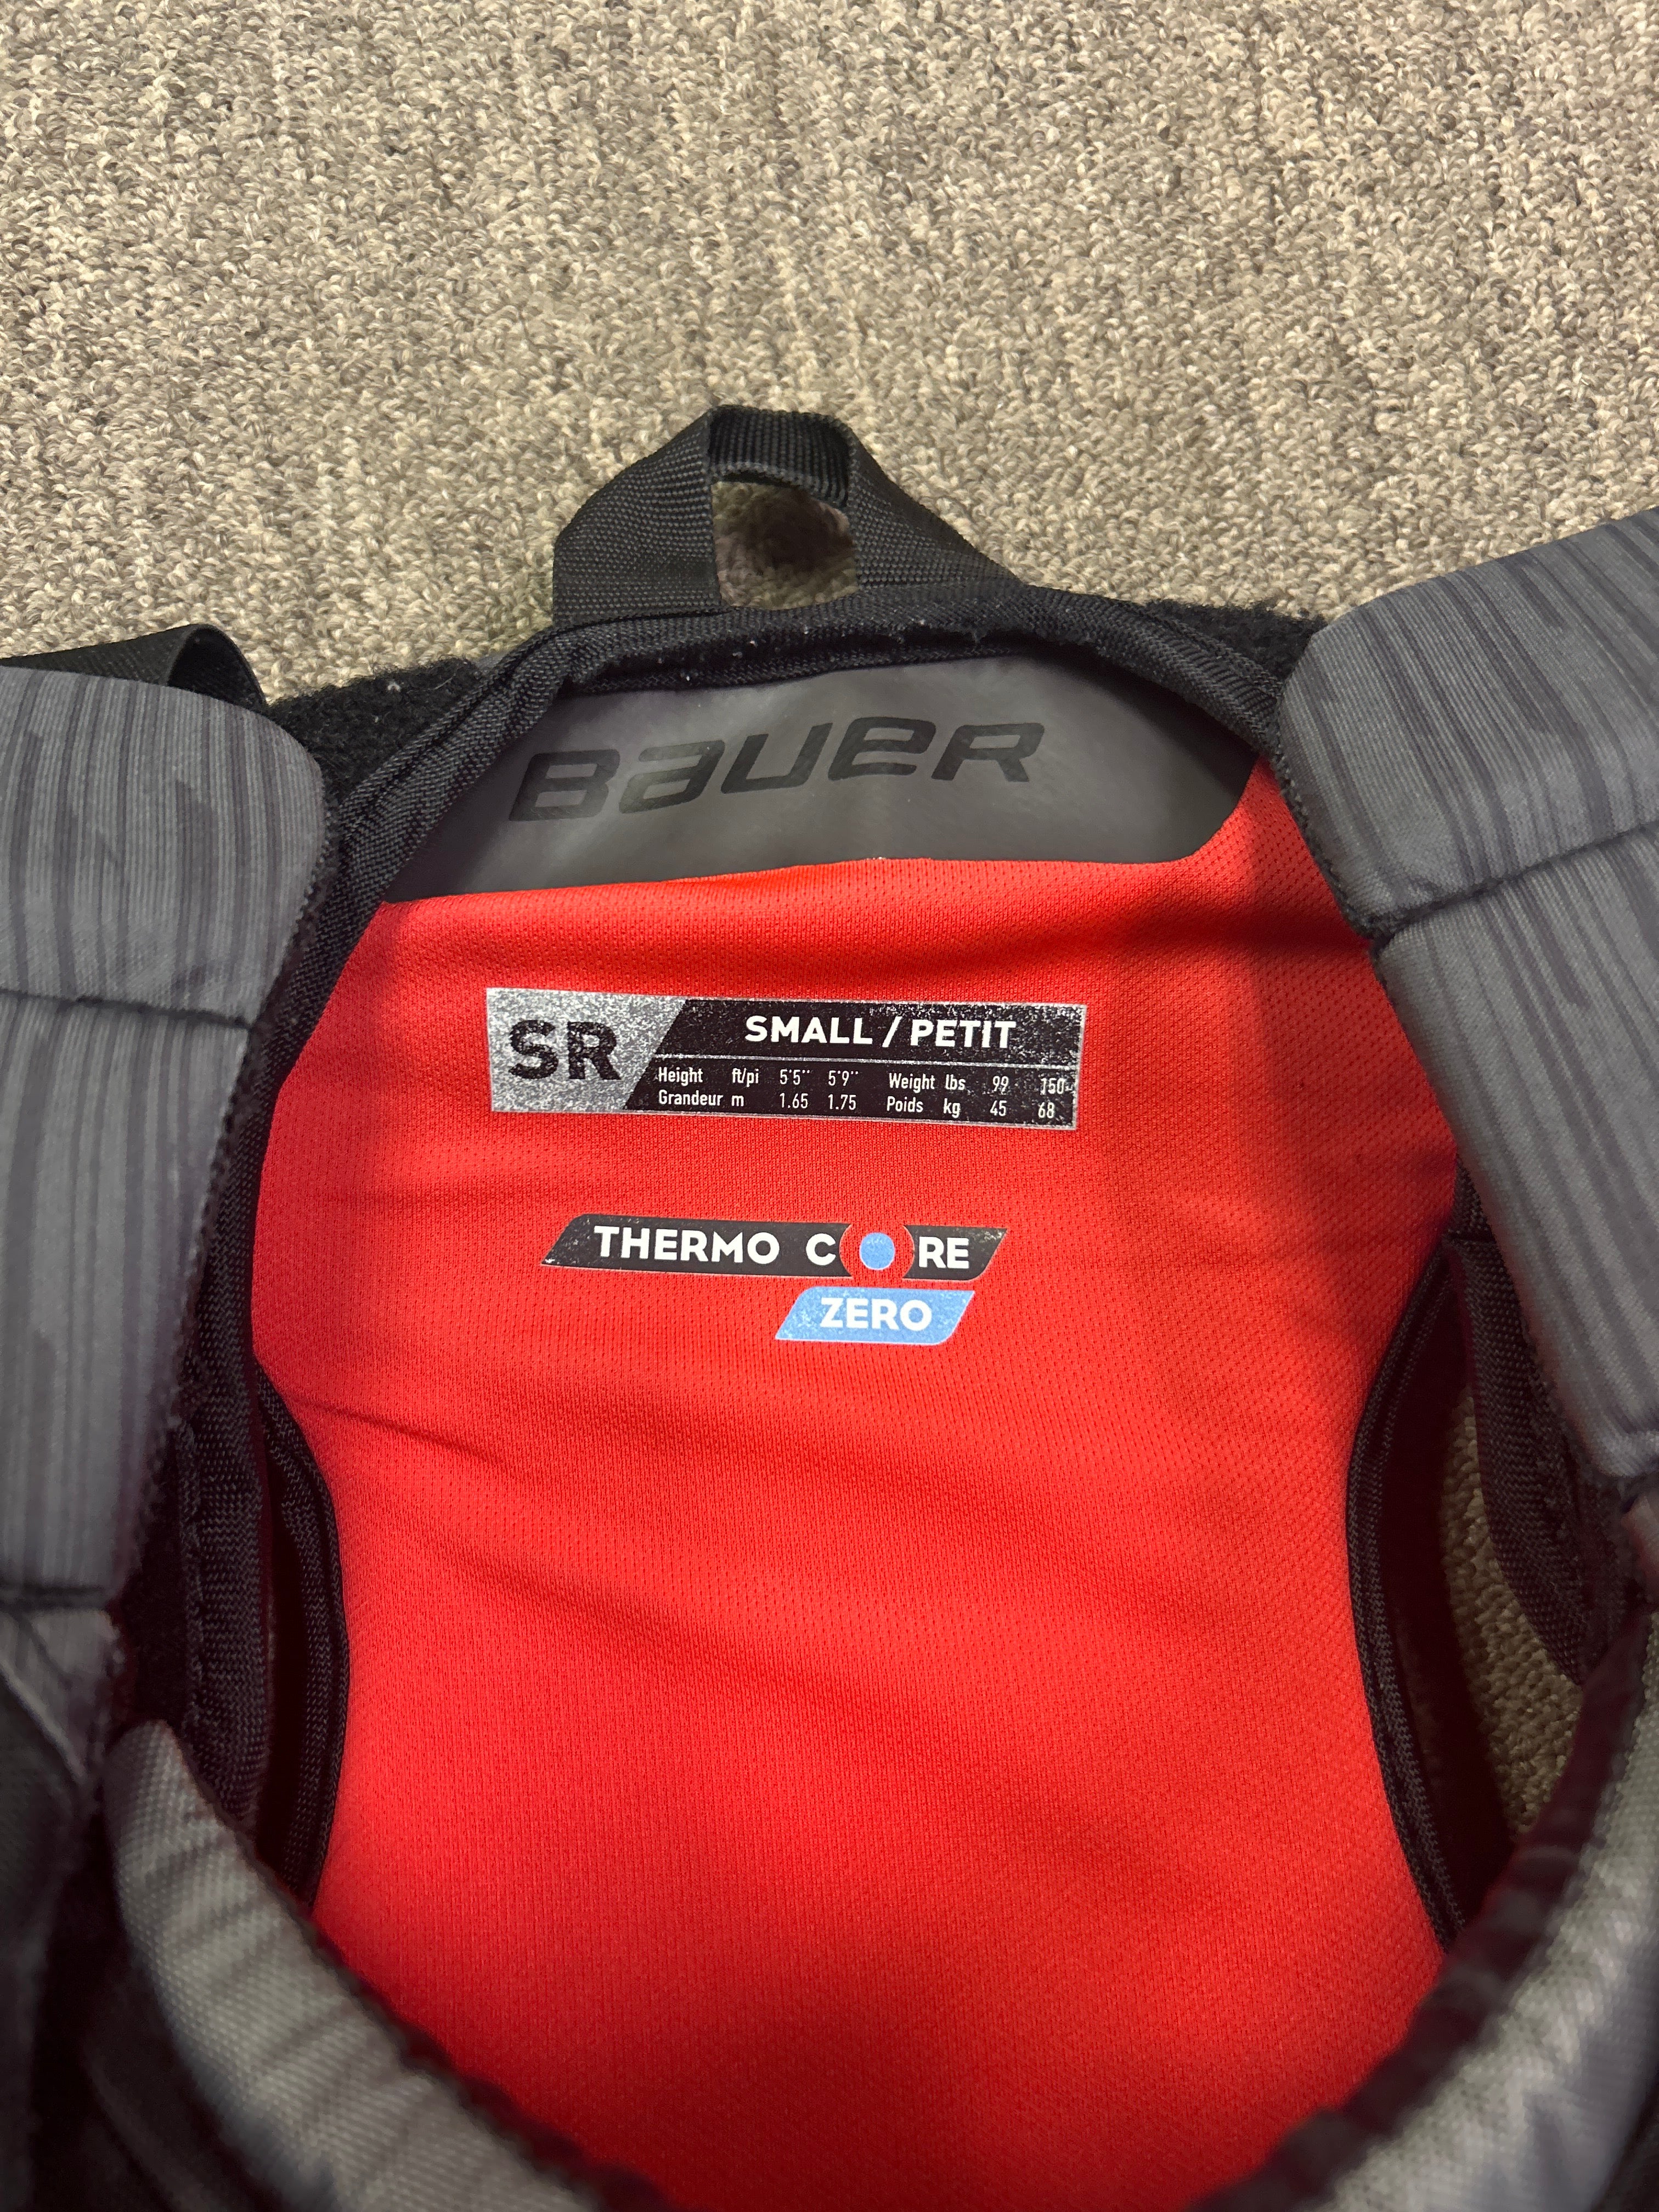 BAUER
SR
SMALL / PETIT
Height ft/pi 5'5'' 5'9'' Weight lbs 99 150
Grandeur m 1.65 1.75 Poids kg 45 68
THERMO CORE
ZERO